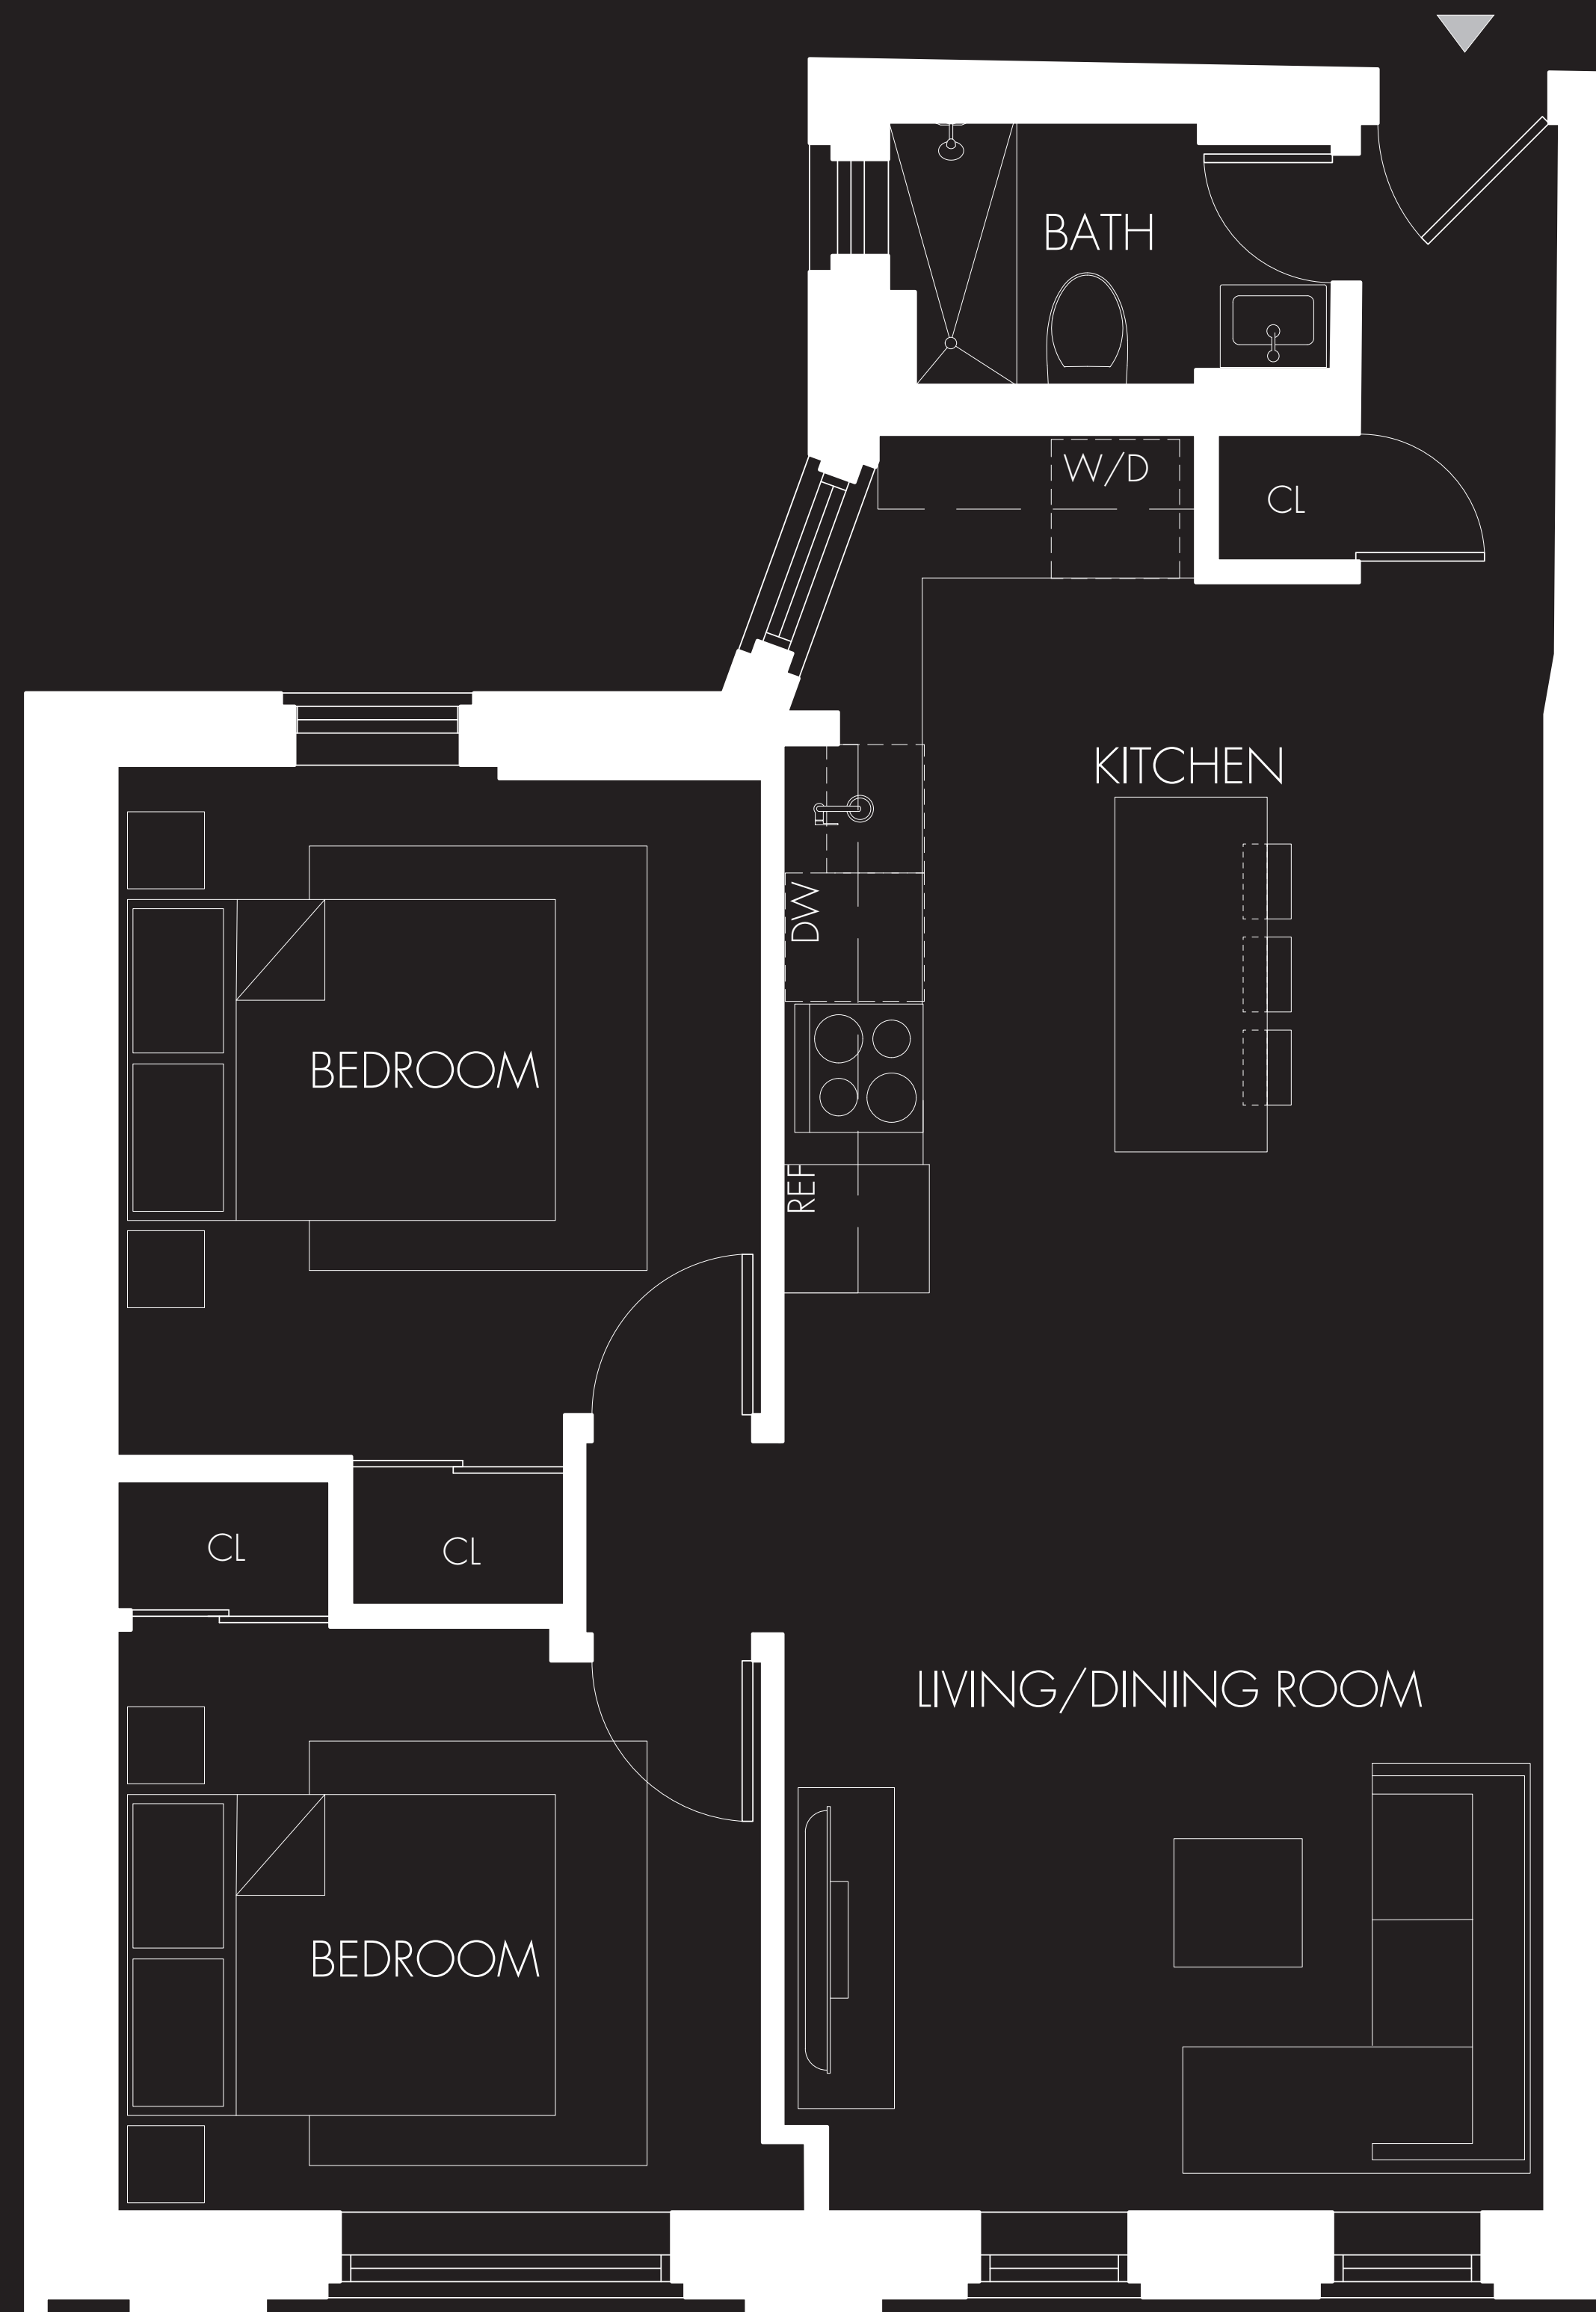 BATH
W/D
CL
KITCHEN
DW
BEDROOM
REF
CL
CL
LIVING/DINING ROOM
BEDROOM